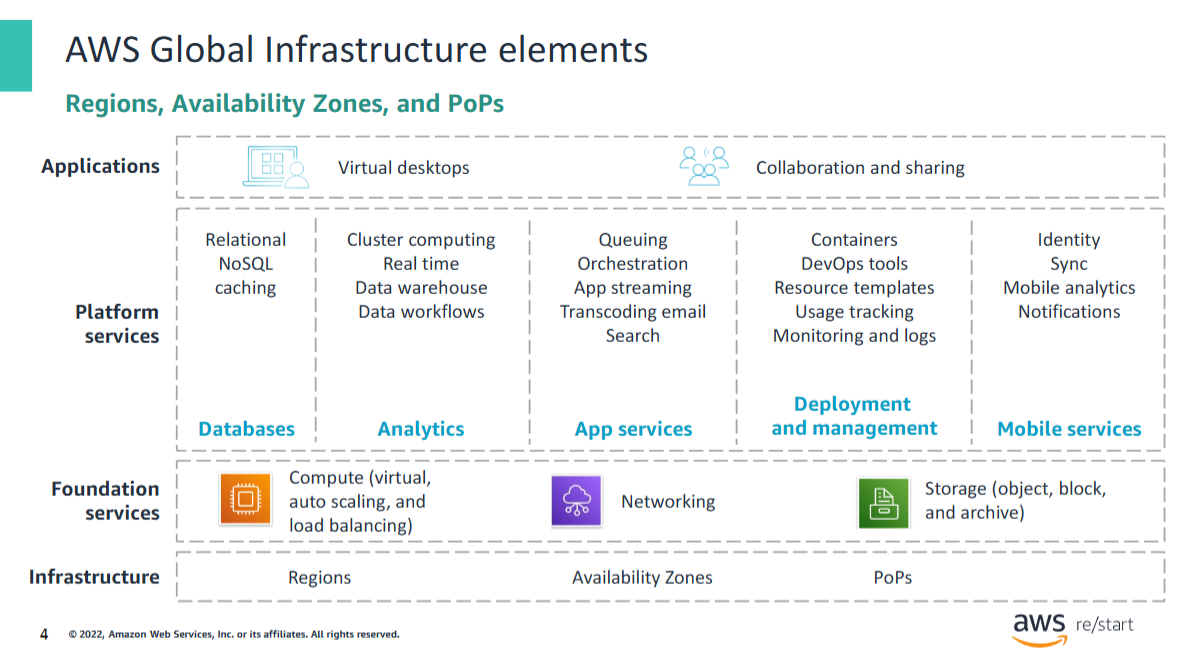 AWS Global Infrastructure elements
Regions, Availability Zones, and PoPs
Applications
Virtual desktops
Collaboration and sharing
Platform
services
Relational
NoSQL
caching
Databases
Cluster computing
Real time
Data warehouse
Data workflows
Analytics
Queuing
Orchestration
App streaming
Transcoding email
Search
App services
Containers
DevOps tools
Resource templates
Usage tracking
Monitoring and logs
Deployment
and management
Identity
Sync
Mobile analytics
Notifications
Mobile services
Foundation
services
Compute (virtual,
auto scaling, and
load balancing)
Networking
Storage (object, block,
and archive)
Infrastructure
Regions
Availability Zones
PoPs
4
© 2022, Amazon Web Services, Inc. or its affiliates. All rights reserved.
aws re/start